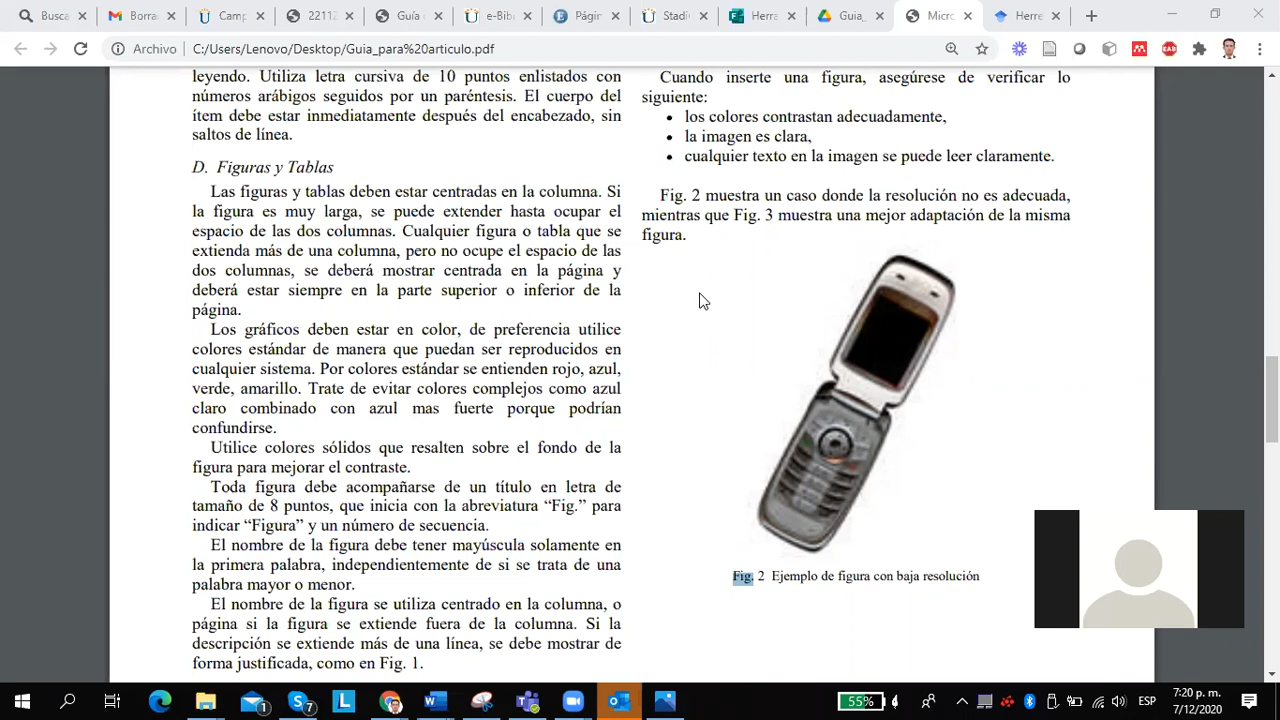 Busca
Borra
Camp
22112
Guía d
e-Bib
Págin
Stadí
Herra
Guía_
Micro
Herre
Archivo
C:/Users/Lenovo/Desktop/Guia_para%20articulo.pdf
leyendo. Utiliza letra cursiva de 10 puntos enlistados con
números arábigos seguidos por un paréntesis. El cuerpo del
ítem debe estar inmediatamente después del encabezado, sin
saltos de línea.
D. Figuras y Tablas
Las figuras y tablas deben estar centradas en la columna. Si
la figura es muy larga, se puede extender hasta ocupar el
espacio de las dos columnas. Cualquier figura o tabla que se
extienda más de una columna, pero no ocupe el espacio de las
dos columnas, se deberá mostrar centrada en la página y
deberá estar siempre en la parte superior o inferior de la
página.
Los gráficos deben estar en color, de preferencia utilice
colores estándar de manera que puedan ser reproducidos en
cualquier sistema. Por colores estándar se entienden rojo, azul,
verde, amarillo. Trate de evitar colores complejos como azul
claro combinado con azul mas fuerte porque podrían
confundirse.
Utilice colores sólidos que resalten sobre el fondo de la
figura para mejorar el contraste.
Toda figura debe acompañarse de un título en letra de
tamaño de 8 puntos, que inicia con la abreviatura “Fig.” para
indicar “Figura” y un número de secuencia.
El nombre de la figura debe tener mayúscula solamente en
la primera palabra, independientemente de si se trata de una
palabra mayor o menor.
El nombre de la figura se utiliza centrado en la columna, o
página si la figura se extiende fuera de la columna. Si la
descripción se extiende más de una línea, se debe mostrar de
forma justificada, como en Fig. 1.
Cuando inserte una figura, asegúrese de verificar lo
siguiente:
• los colores contrastan adecuadamente,
• la imagen es clara,
• cualquier texto en la imagen se puede leer claramente.
Fig. 2 muestra un caso donde la resolución no es adecuada,
mientras que Fig. 3 muestra una mejor adaptación de la misma
figura.
Fig. 2 Ejemplo de figura con baja resolución
55%
ESP
7:20 p. m.
7/12/2020